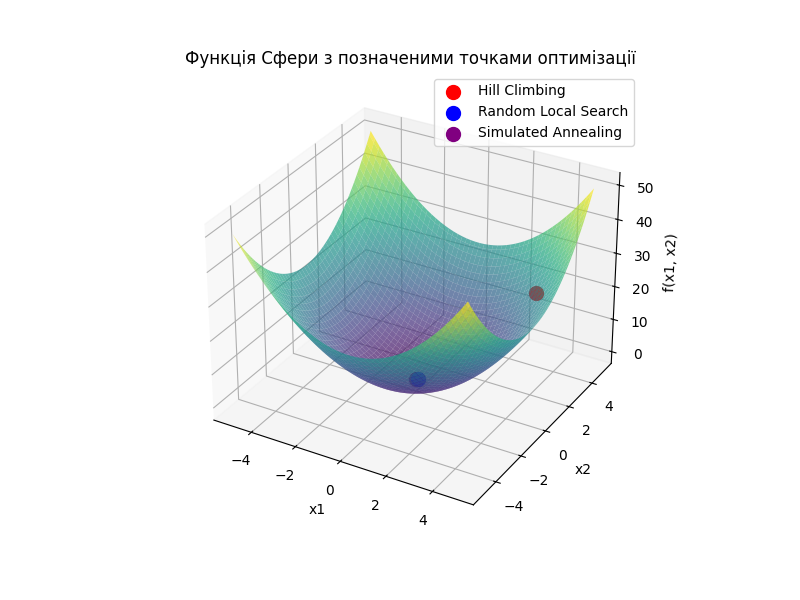 Функція Сфери з позначеними точками оптимізації
Hill Climbing
Random Local Search
Simulated Annealing
50
40
30
20
10
0
f(x1, x2)
4
2
0
−2
−4
x2
−4
−2
0
2
4
x1